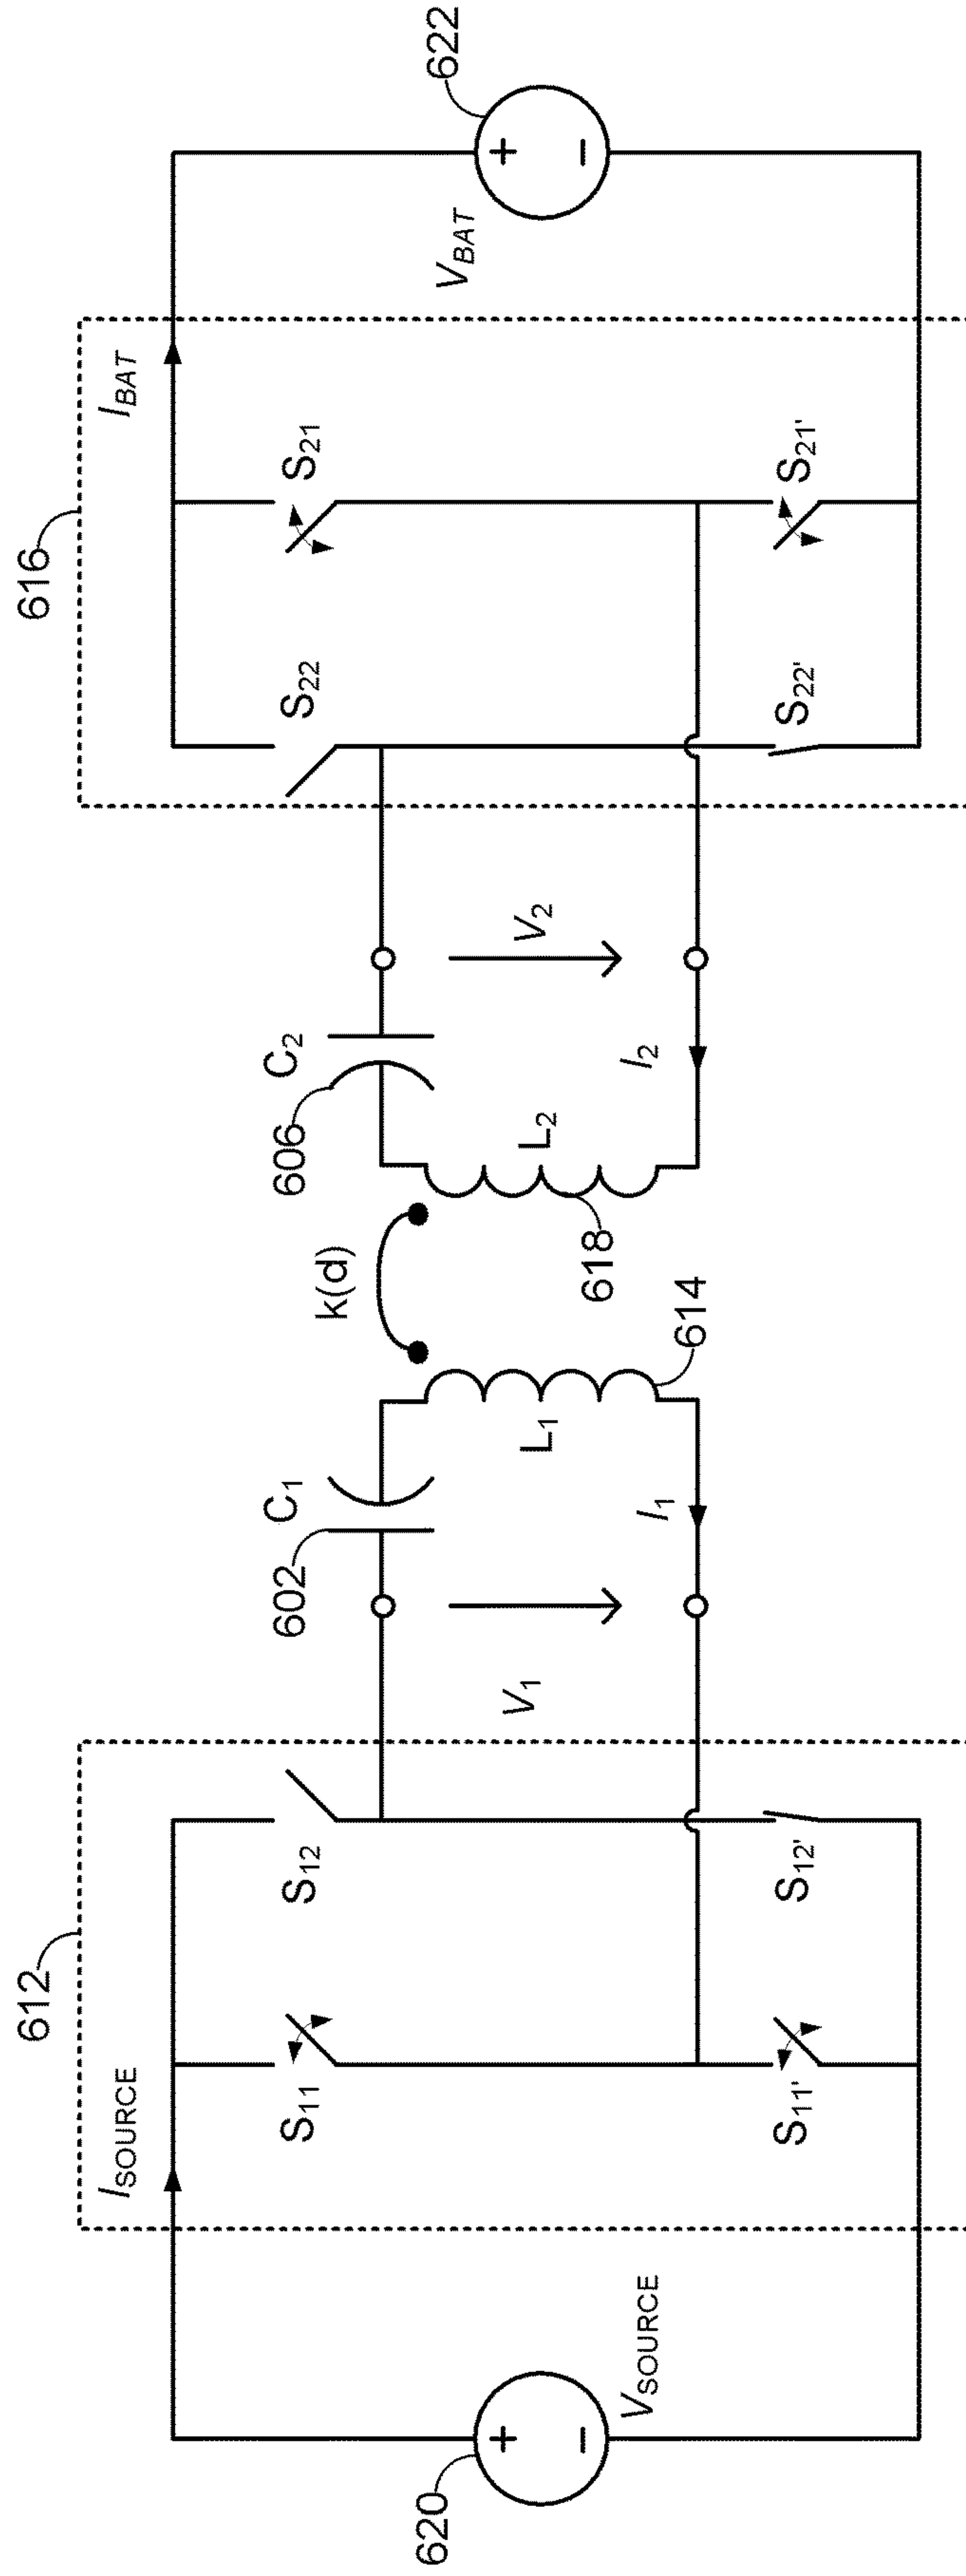 612
616
I_SOURCE
I_BAT
620
V_SOURCE
S11
S12
S11'
S12'
V1
602
C1
I1
L1
614
k(d)
618
L2
606
C2
I2
V2
S22
S21
S22'
S21'
V_BAT
622
+
−
+
−